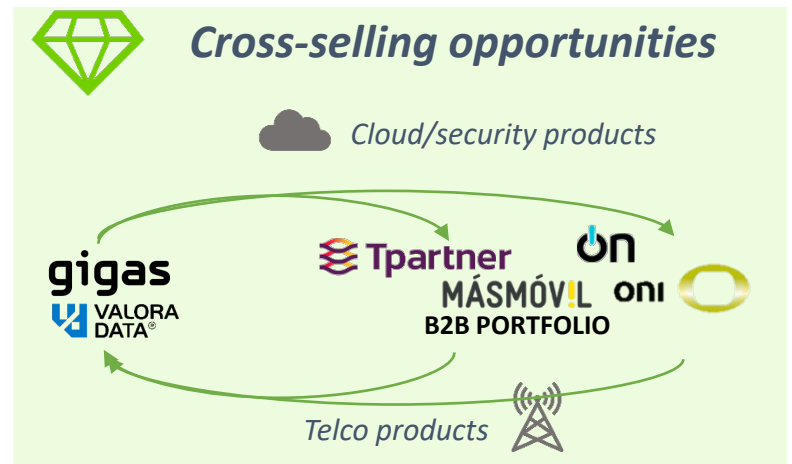 Cross-selling opportunities
Cloud/security products
gigas
VALORA
DATA®
Tpartner
MÁSMÓV!L
B2B PORTFOLIO
on
oni
Telco products